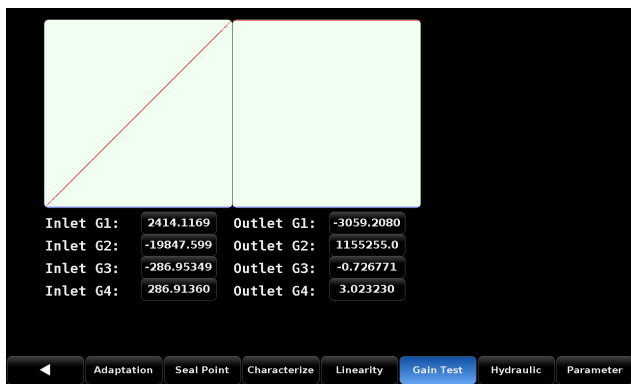 Inlet G1: 2414.1169 Outlet G1: -3059.2080
Inlet G2: -19847.599 Outlet G2: 1155255.0
Inlet G3: -286.95349 Outlet G3: -0.726771
Inlet G4: 286.91360 Outlet G4: 3.023230
Adaptation Seal Point Characterize Linearity Gain Test Hydraulic Parameter